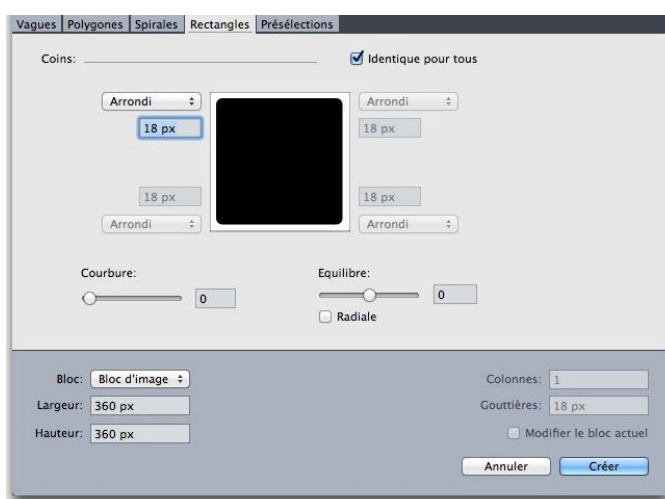 Vagues Polygones Spirales Rectangles Présélections
Coins: Identique pour tous
Arrondi Arrondi
18 px 18 px
18 px 18 px
Arrondi Arrondi
Courbure: Equilibre:
0 0
Radiale
Bloc: Bloc d'image Colonnes: 1
Largeur: 360 px Gouttières: 18 px
Hauteur: 360 px Modifier le bloc actuel
Annuler Créer